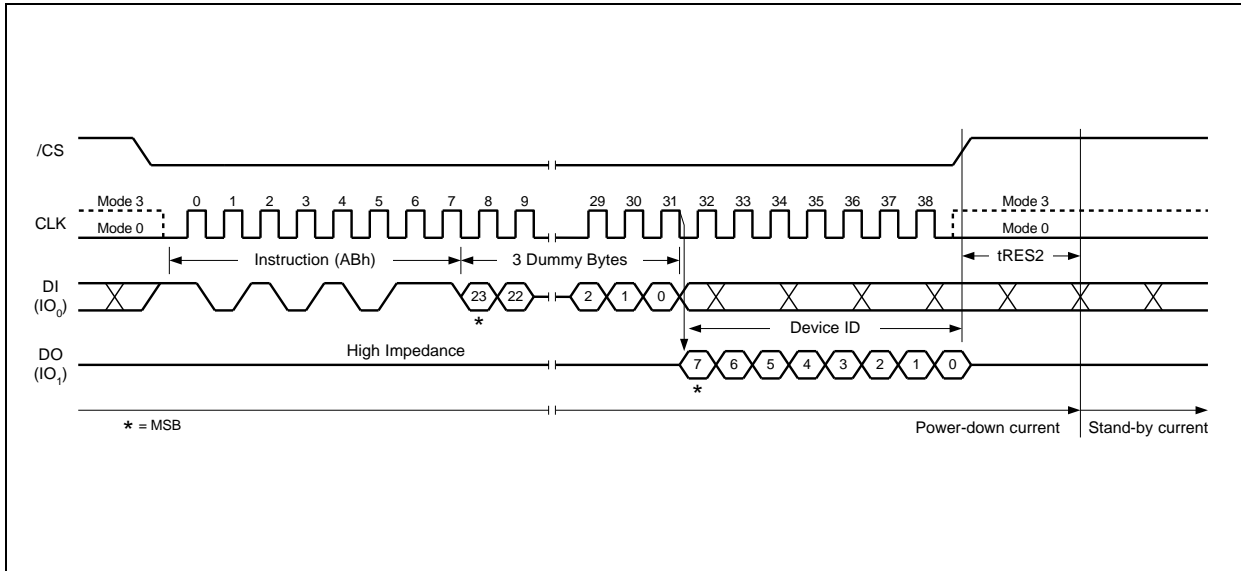 /CS
Mode 3 0 1 2 3 4 5 6 7 8 9 29 30 31 32 33 34 35 36 37 38 Mode 3
CLK
Mode 0 Mode 0
Instruction (ABh) 3 Dummy Bytes tRES2
DI
(IO0) 23 22 2 1 0
*
Device ID
High Impedance
DO
(IO1) 7 6 5 4 3 2 1 0
*
* = MSB Power-down current Stand-by current